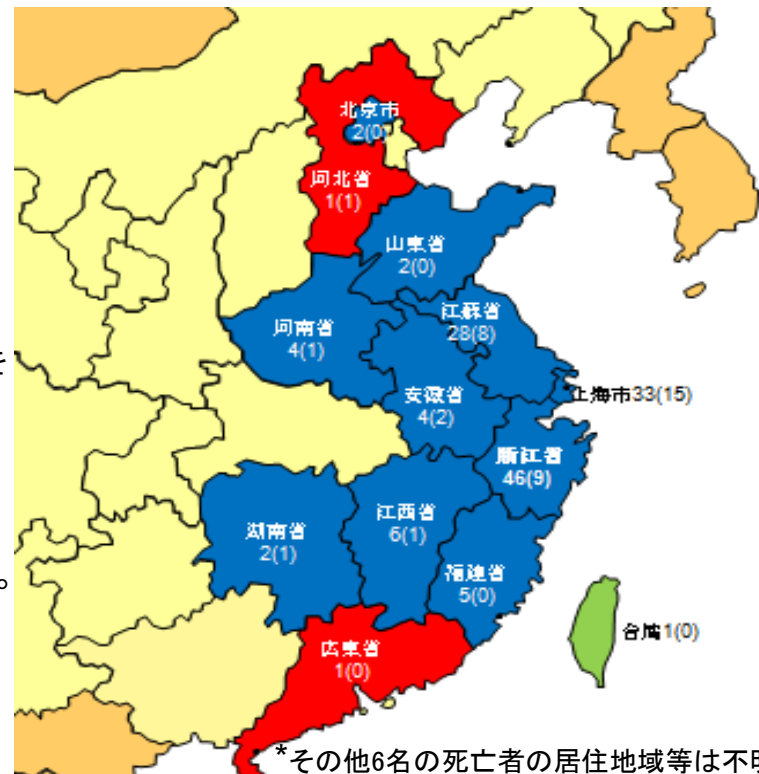 北京市
2(0)
河北省
1(1)
山東省
2(0)
江蘇省
28(8)
河南省
4(1)
を
安徽省
4(2)
上海市33(15)
浙江省
46(9)
江西省
6(1)
湖南省
2(1)
福建省
5(0)
。
台湾1(0)
広東省
1(0)
*その他6名の死亡者の居住地域等は不明